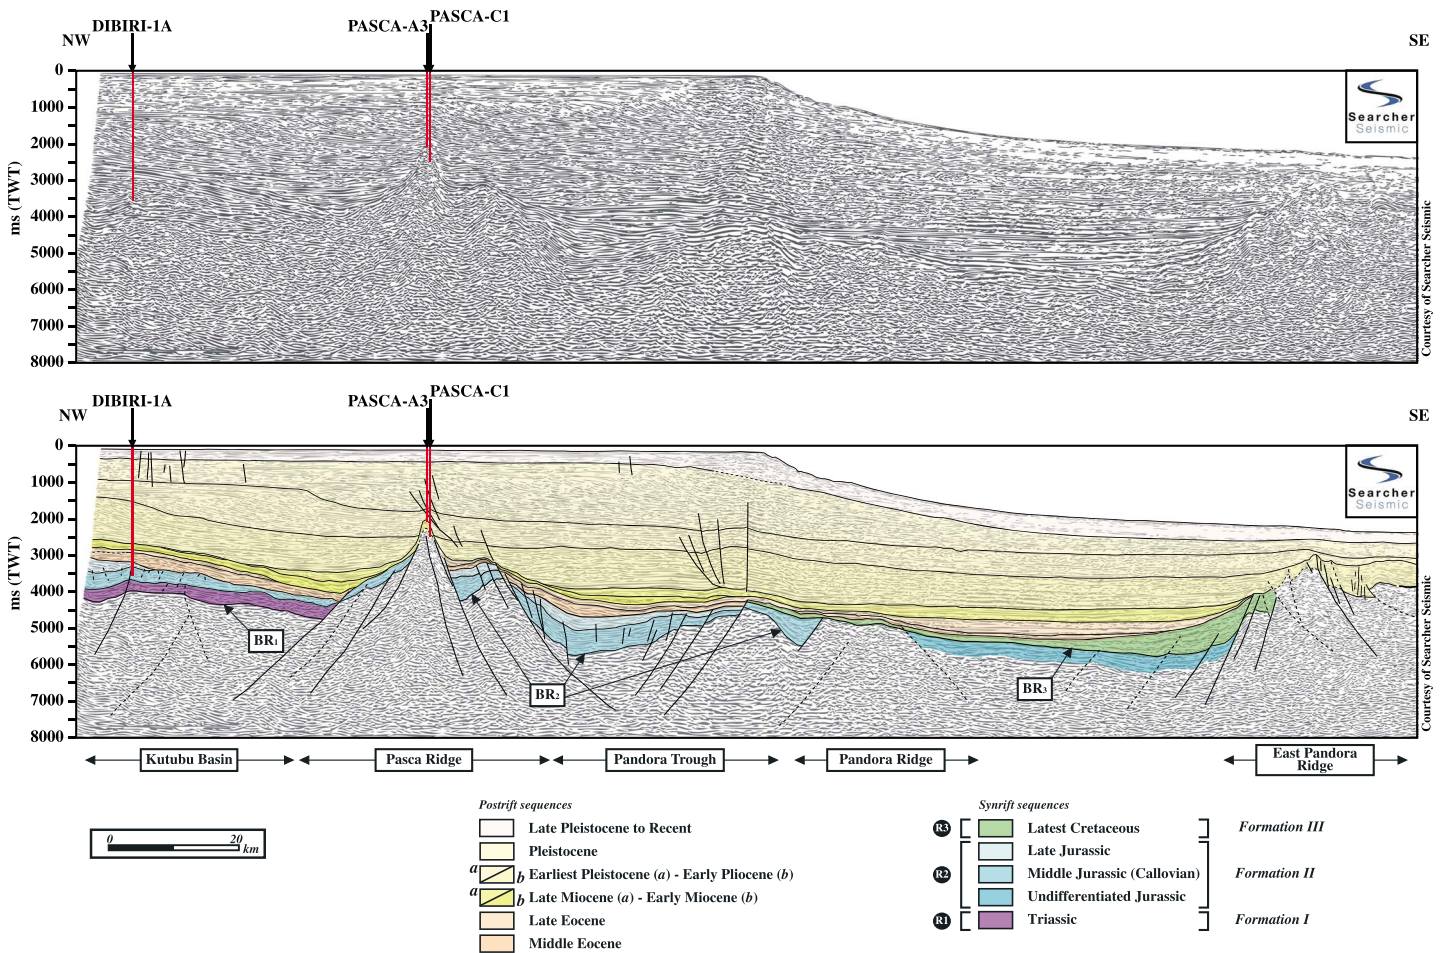 PASCA-C1
DIBIRI-1A
PASCA-A3
NW
SE
0
1000
2000
3000
4000
5000
6000
7000
8000
ms (TWT)
Searcher
Seismic
Courtesy of Searcher Seismic
PASCA-C1
DIBIRI-1A
PASCA-A3
NW
SE
0
1000
2000
3000
4000
5000
6000
7000
8000
ms (TWT)
Searcher
Seismic
Courtesy of Searcher Seismic
BR1
BR2
BR3
Kutubu Basin
Pasca Ridge
Pandora Trough
Pandora Ridge
East Pandora
Ridge
0 20
km
Postrift sequences
Late Pleistocene to Recent
Pleistocene
a b Earliest Pleistocene (a) - Early Pliocene (b)
a b Late Miocene (a) - Early Miocene (b)
Late Eocene
Middle Eocene
Synrift sequences
R3 Latest Cretaceous Formation III
Late Jurassic
R2 Middle Jurassic (Callovian) Formation II
Undifferentiated Jurassic
R1 Triassic Formation I